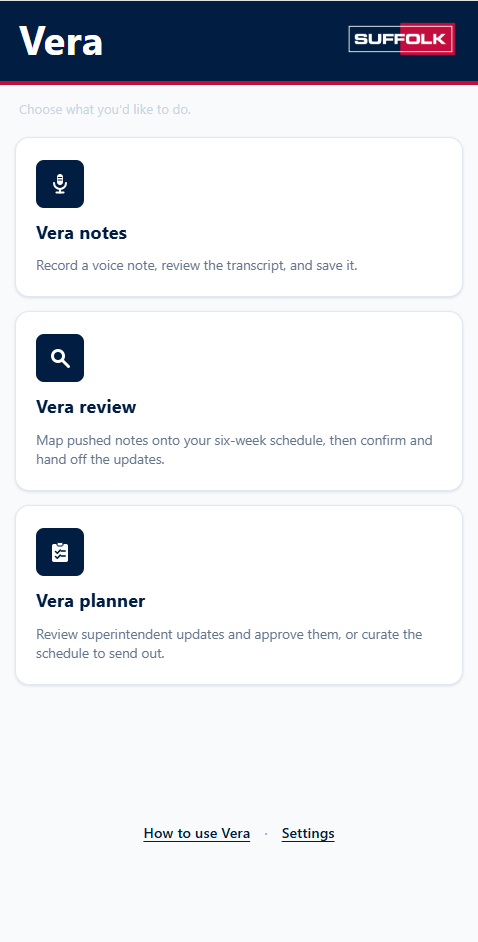 Vera
SUFFOLK
Choose what you'd like to do.
Vera notes
Record a voice note, review the transcript, and save it.
Vera review
Map pushed notes onto your six-week schedule, then confirm and
hand off the updates.
Vera planner
Review superintendent updates and approve them, or curate the
schedule to send out.
How to use Vera · Settings